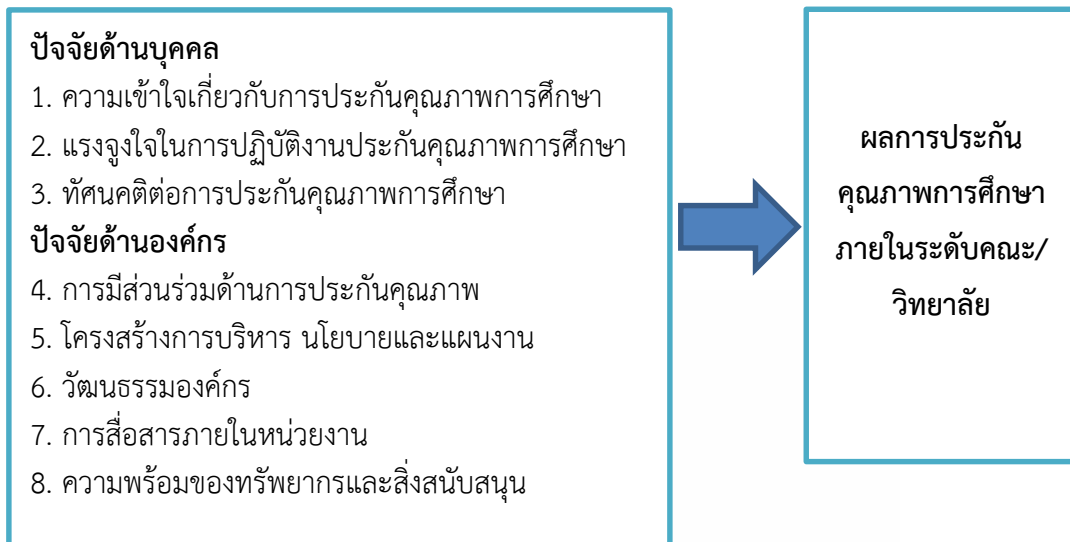 ปัจจัยด้านบุคคล
1. ความเข้าใจเกี่ยวกับการประกันคุณภาพการศึกษา
2. แรงจูงใจในการปฏิบัติงานประกันคุณภาพการศึกษา
3. ทัศนคติต่อการประกันคุณภาพการศึกษา
ปัจจัยด้านองค์กร
4. การมีส่วนร่วมด้านการประกันคุณภาพ
5. โครงสร้างการบริหาร นโยบายและแผนงาน
6. วัฒนธรรมองค์กร
7. การสื่อสารภายในหน่วยงาน
8. ความพร้อมของทรัพยากรและสิ่งสนับสนุน
ผลการประกัน
คุณภาพการศึกษา
ภายในระดับคณะ/
วิทยาลัย